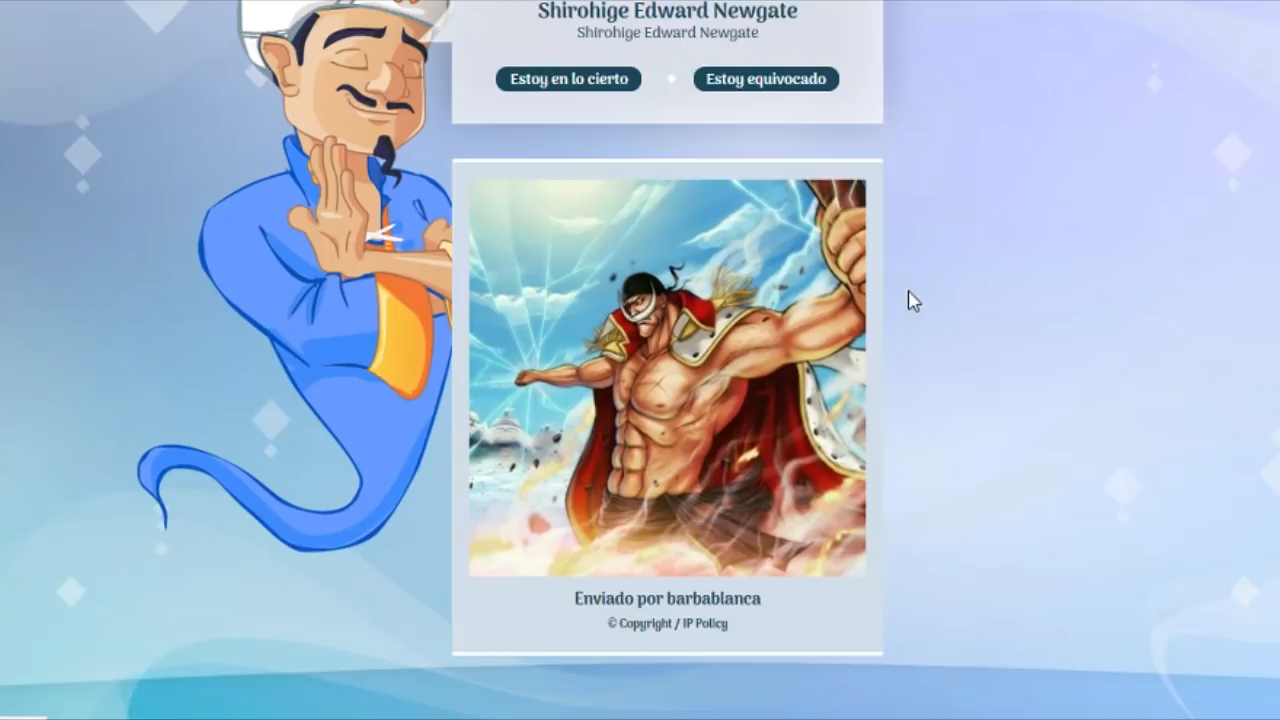 Shirohige Edward Newgate
Shirohige Edward Newgate
Estoy en lo cierto
Estoy equivocado
Enviado por barbablanca
© Copyright / IP Policy